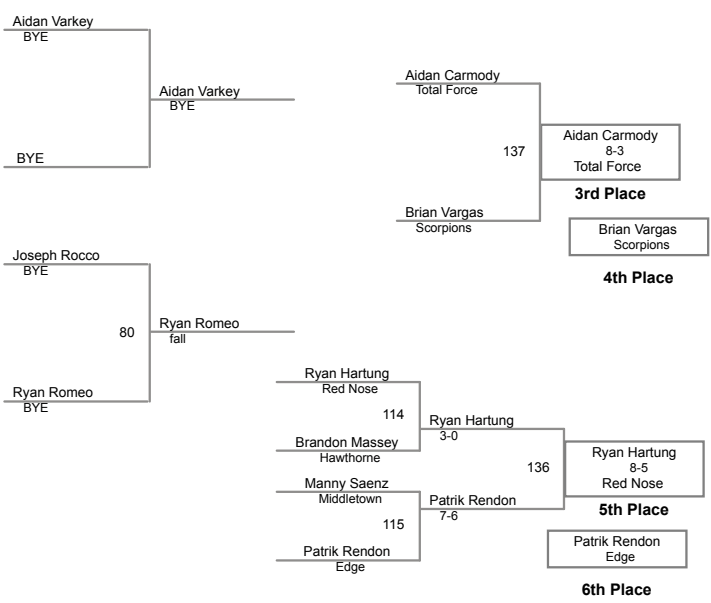 Aidan Varkey
BYE
Aidan Varkey
BYE
BYE
Aidan Carmody
Total Force
137
Aidan Carmody
8-3
Total Force
3rd Place
Brian Vargas
Scorpions
Brian Vargas
Scorpions
4th Place
Joseph Rocco
BYE
80
Ryan Romeo
fall
Ryan Romeo
BYE
Ryan Hartung
Red Nose
114
Ryan Hartung
3-0
Brandon Massey
Hawthorne
136
Ryan Hartung
8-5
Red Nose
5th Place
Manny Saenz
Middletown
115
Patrik Rendon
7-6
Patrik Rendon
Edge
Patrik Rendon
Edge
6th Place